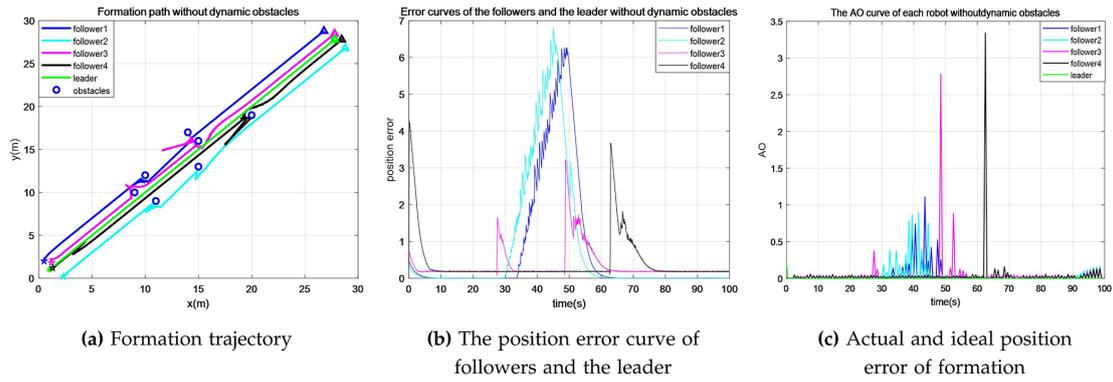 Formation path without dynamic obstacles
30
25
20
15
10
5
0
y(m)
follower1
follower2
follower3
follower4
leader
obstacles
0 5 10 15 20 25 30
x(m)
Error curves of the followers and the leader without dynamic obstacles
7
6
5
4
3
2
1
0
position error
follower1
follower2
follower3
follower4
0 10 20 30 40 50 60 70 80 90 100
time(s)
The AO curve of each robot withoutdynamic obstacles
3.5
3
2.5
2
1.5
1
0.5
0
AO
follower1
follower2
follower3
follower4
leader
0 10 20 30 40 50 60 70 80 90 100
time(s)
(a) Formation trajectory
(b) The position error curve of
followers and the leader
(c) Actual and ideal position
error of formation